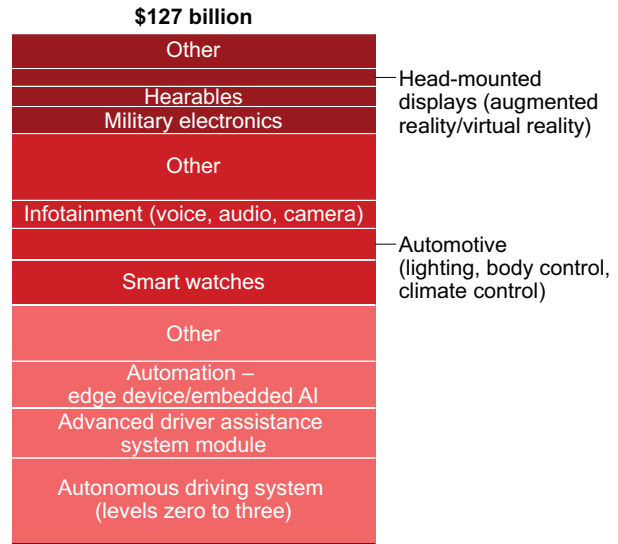 $127 billion
Other
Head-mounted
displays (augmented
reality/virtual reality)
Hearables
Military electronics
Other
Infotainment (voice, audio, camera)
Automotive
(lighting, body control,
climate control)
Smart watches
Other
Automation –
edge device/embedded AI
Advanced driver assistance
system module
Autonomous driving system
(levels zero to three)